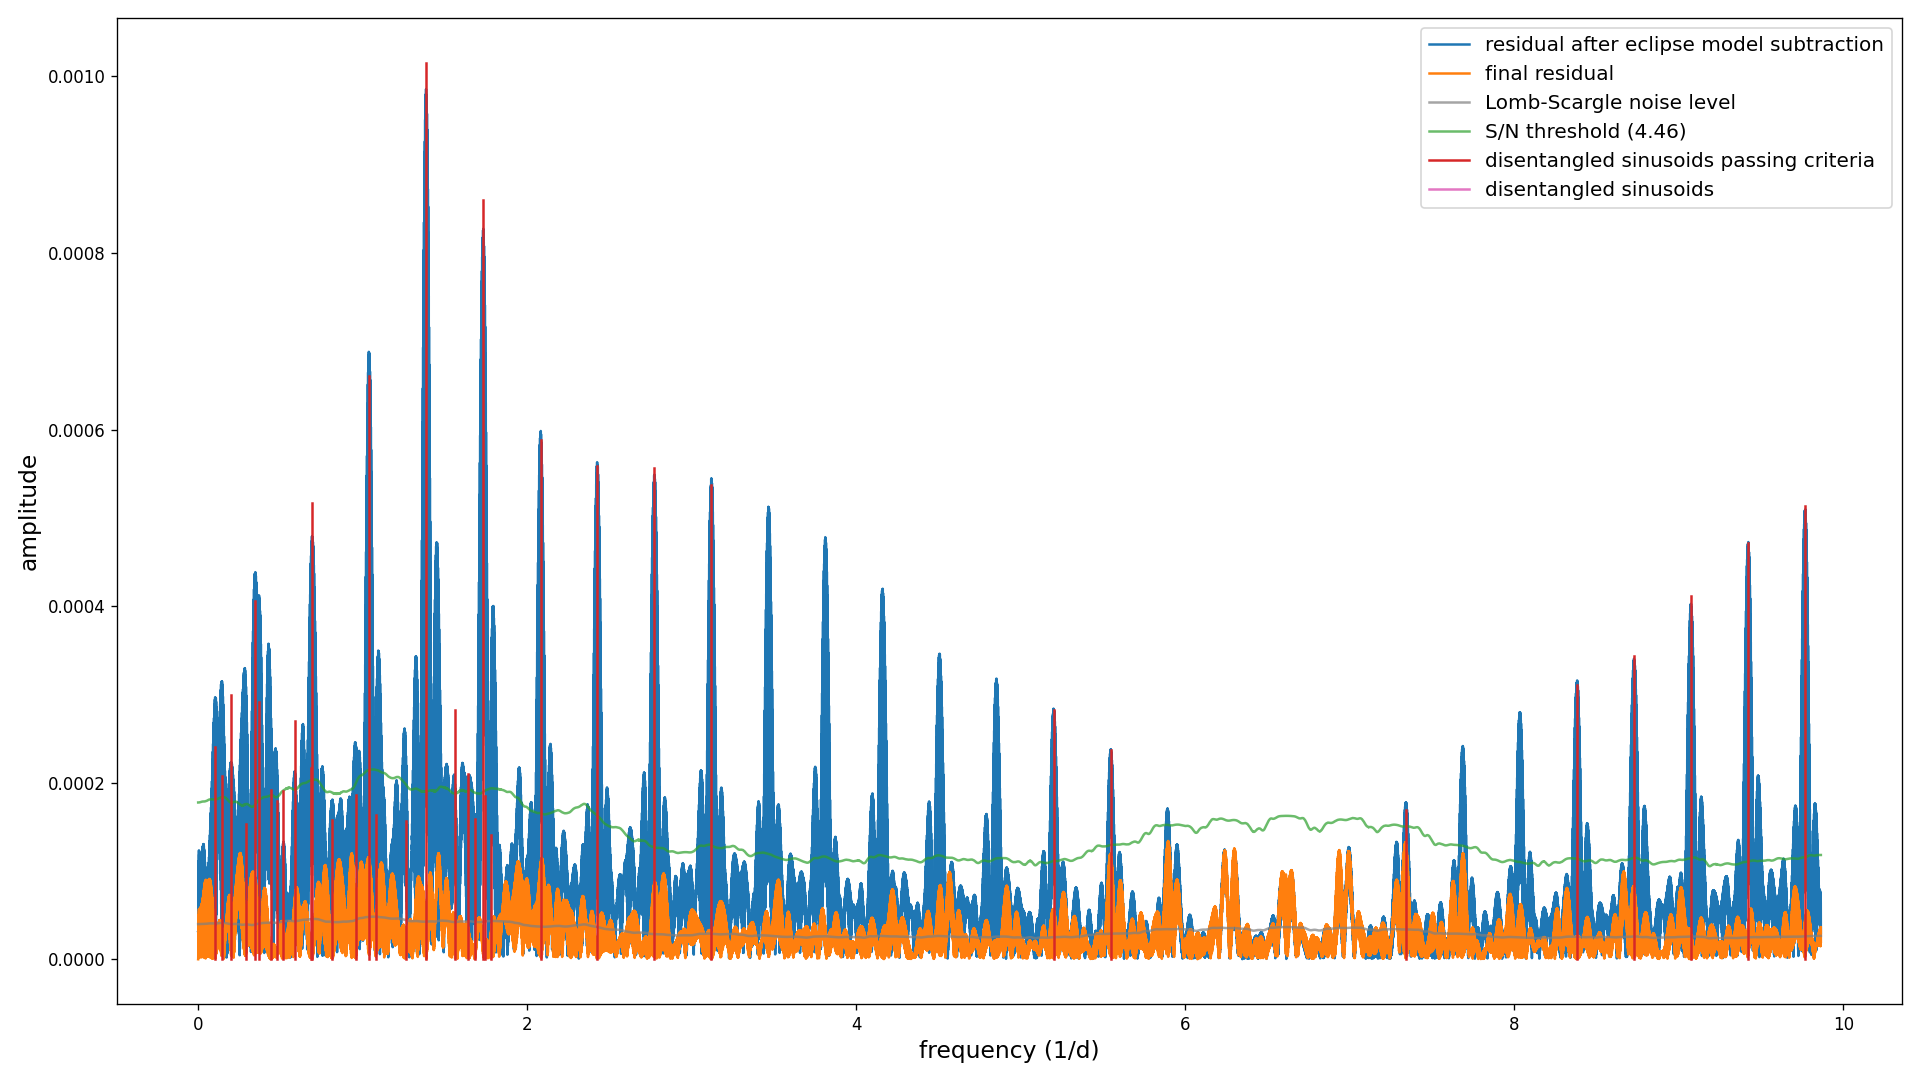 residual after eclipse model subtraction
final residual
Lomb-Scargle noise level
S/N threshold (4.46)
disentangled sinusoids passing criteria
disentangled sinusoids
amplitude
0.0010
0.0008
0.0006
0.0004
0.0002
0.0000
0
2
4
6
8
10
frequency (1/d)